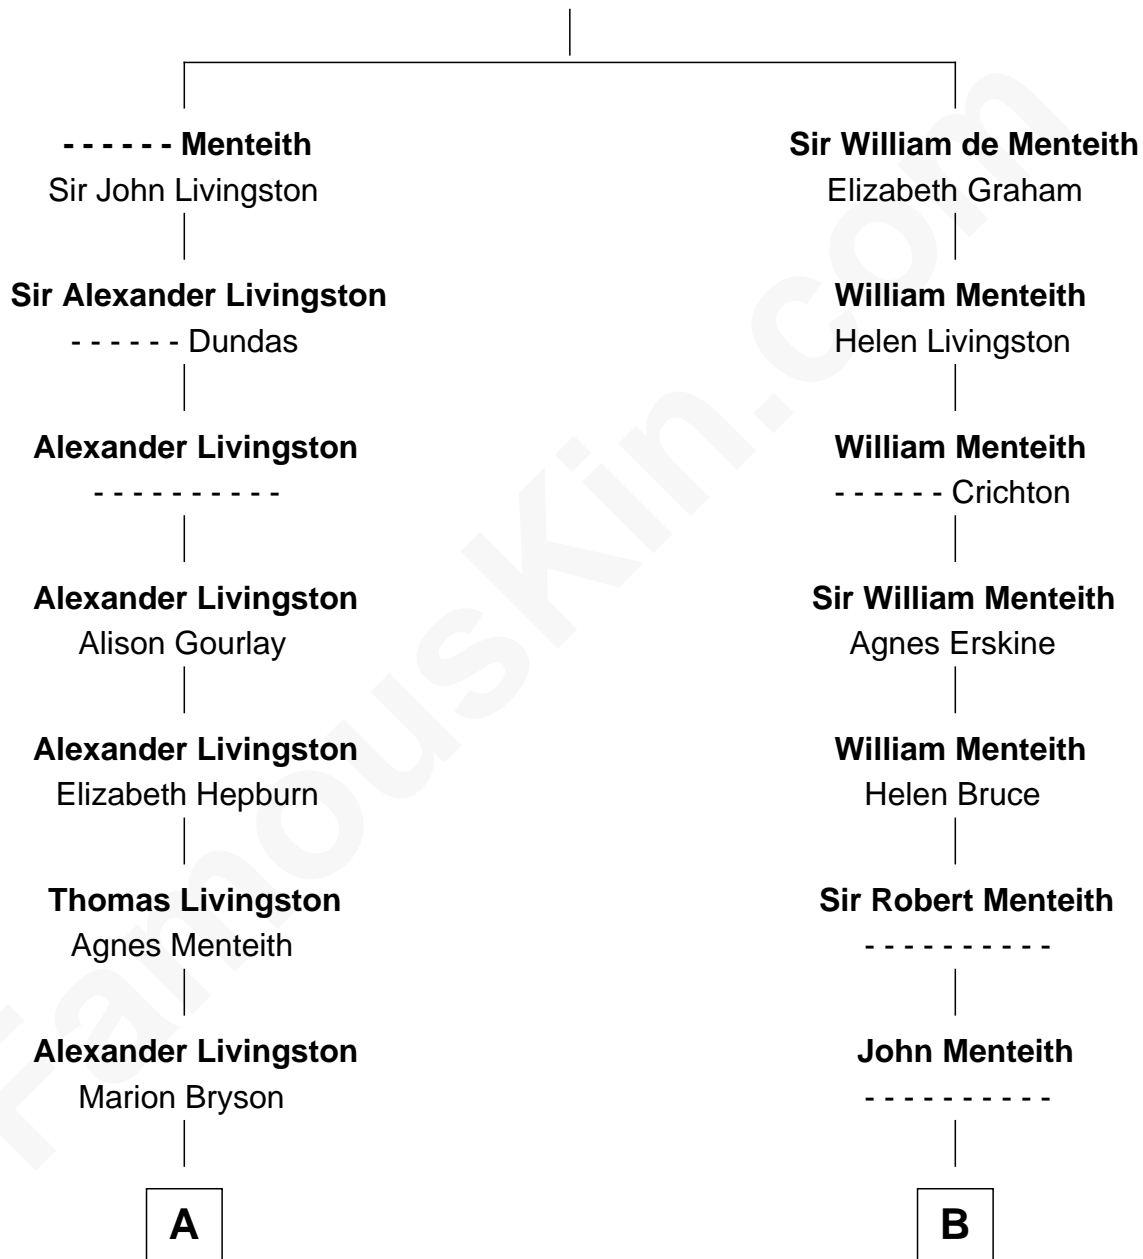 - - - - - - Menteith
Sir John Livingston
Sir Alexander Livingston
- - - - - - Dundas
Alexander Livingston
- - - - - - - - - -
Alexander Livingston
Alison Gourlay
Alexander Livingston
Elizabeth Hepburn
Thomas Livingston
Agnes Menteith
Alexander Livingston
Marion Bryson
A
Sir William de Menteith
Elizabeth Graham
William Menteith
Helen Livingston
William Menteith
- - - - - - Crichton
Sir William Menteith
Agnes Erskine
William Menteith
Helen Bruce
Sir Robert Menteith
- - - - - - - - - -
John Menteith
- - - - - - - - - -
B
FamousKin.com